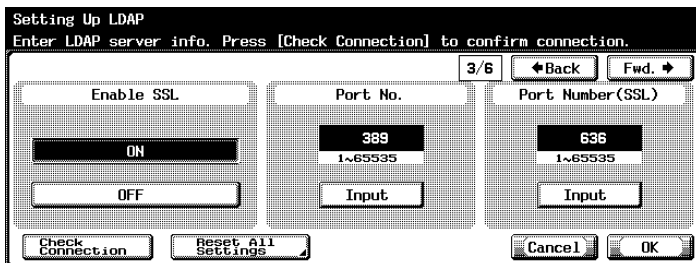 Setting Up LDAP
Enter LDAP server info. Press [Check Connection] to confirm connection.
3/6 ←Back Fwd. →
Enable SSL
ON
OFF
Port No.
389
1~65535
Input
Port Number(SSL)
636
1~65535
Input
Check
Connection
Reset All
Settings
Cancel OK